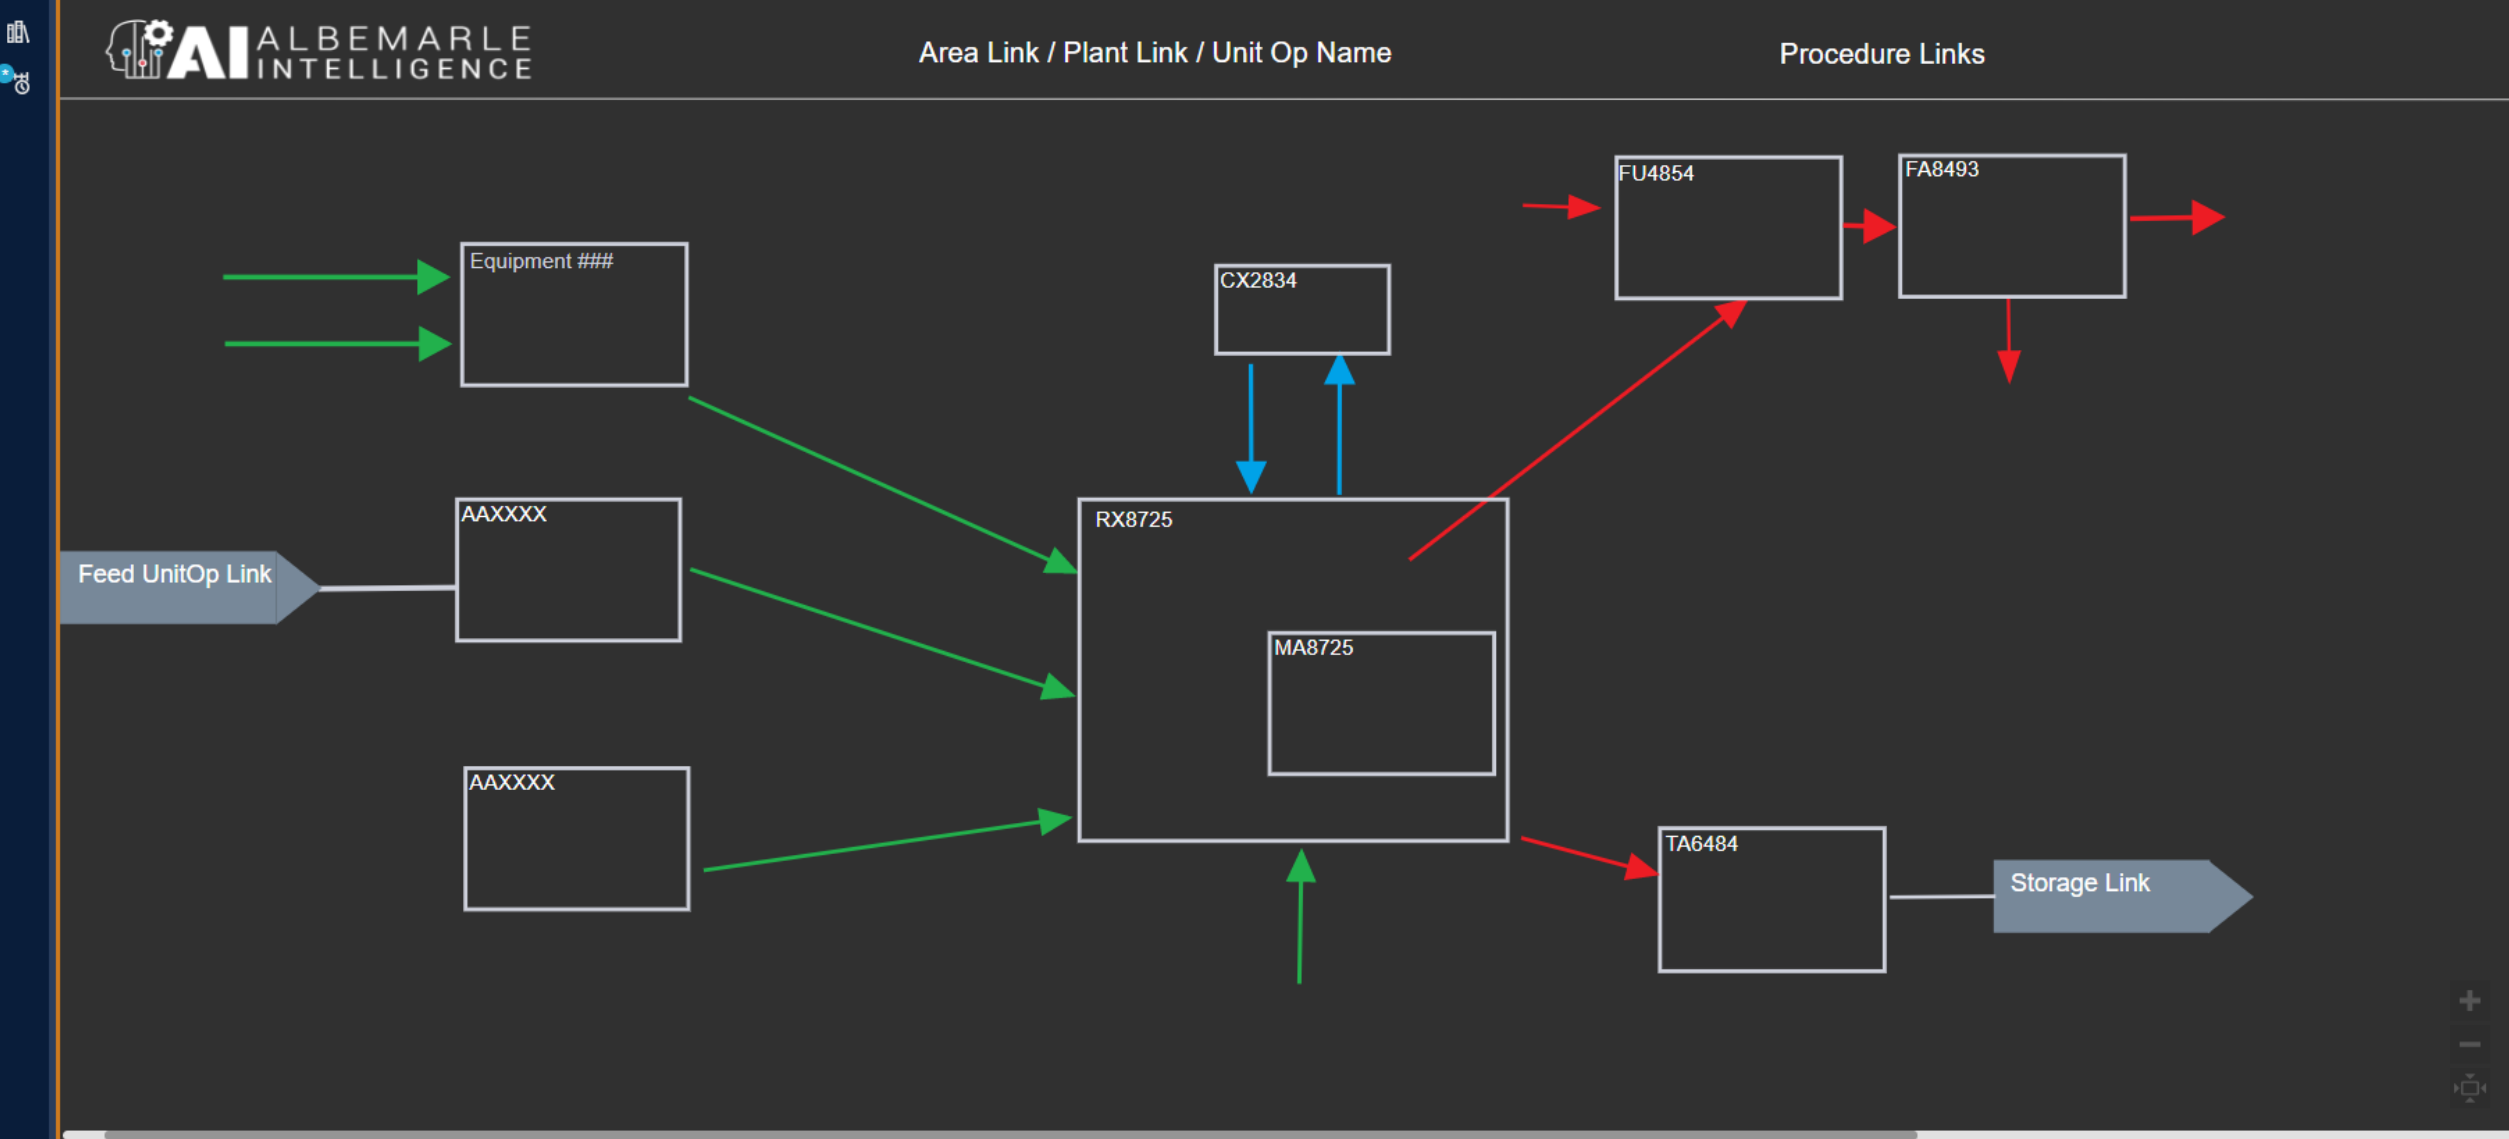 AI ALBEMARLE
INTELLIGENCE
Area Link / Plant Link / Unit Op Name
Procedure Links
FU4854
FA8493
Equipment ###
CX2834
AAXXXX
RX8725
Feed UnitOp Link
MA8725
AAXXXX
TA6484
Storage Link